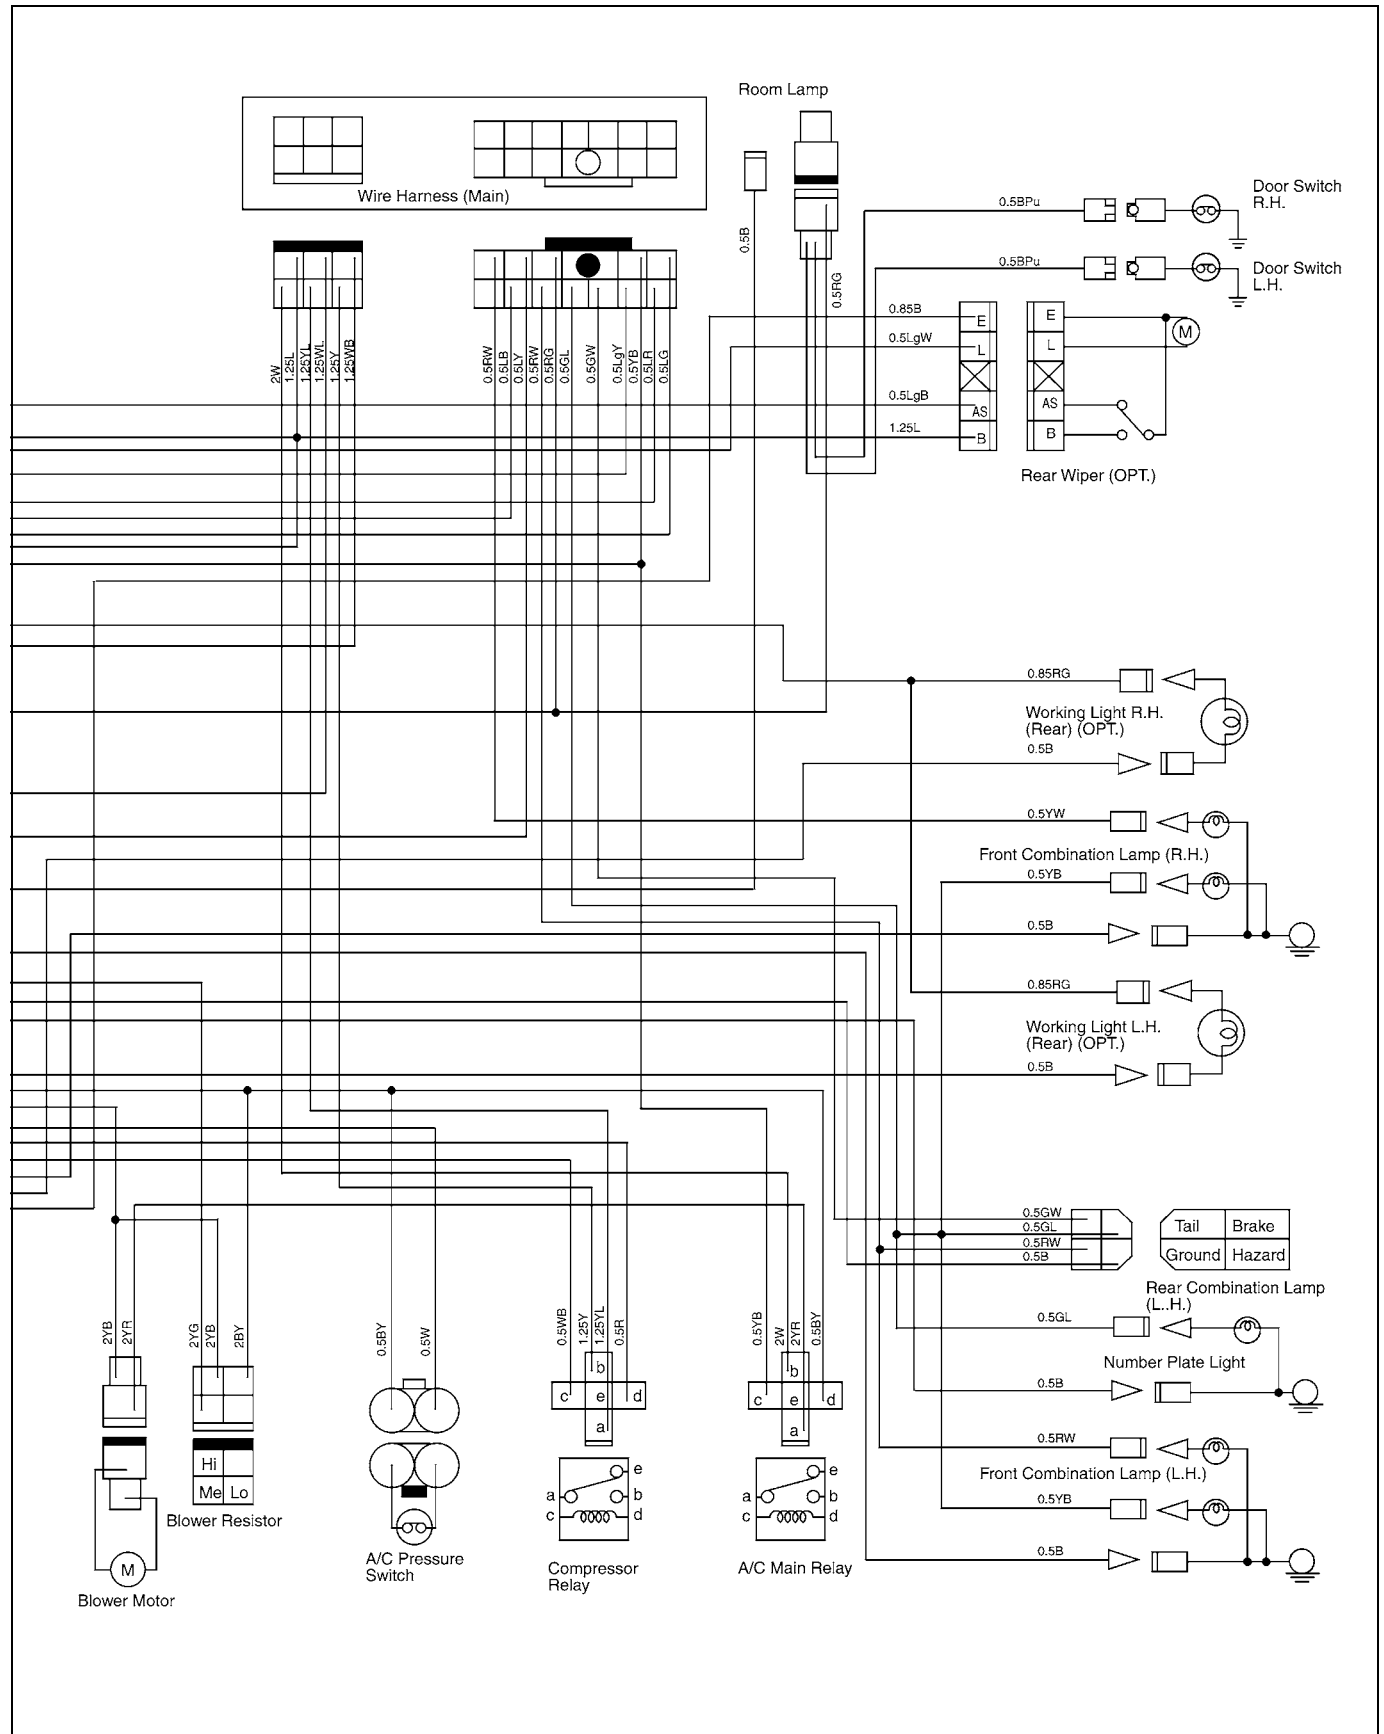 Room Lamp
Wire Harness (Main)
0.5B
0.5RG
0.5BPu
Door Switch
R.H.
0.5BPu
Door Switch
L.H.
2W
1.25L
1.25YL
1.25WL
1.25Y
1.25WB
0.5RW
0.5LB
0.5LY
0.5RW
0.5RG
0.5GL
0.5GW
0.5LgY
0.5YB
0.5LR
0.5LG
0.85B
0.5LgW
0.5LgB
1.25L
E
L
AS
B
E
L
AS
B
M
Rear Wiper (OPT.)
0.85RG
Working Light R.H.
(Rear) (OPT.)
0.5B
0.5YW
Front Combination Lamp (R.H.)
0.5YB
0.5B
0.85RG
Working Light L.H.
(Rear) (OPT.)
0.5B
0.5GW
0.5GL
0.5RW
0.5B
Tail Brake
Ground Hazard
Rear Combination Lamp
(L..H.)
0.5GL
Number Plate Light
0.5B
0.5RW
Front Combination Lamp (L.H.)
0.5YB
0.5B
2YB
2YR
2YG
2YB
2BY
0.5BY
0.5W
0.5WB
1.25Y
1.25YL
0.5R
0.5YB
2W
2YR
0.5BY
b
c e d
a
b
c e d
a
Hi
Me Lo
Blower Resistor
M
Blower Motor
A/C Pressure
Switch
e
a b
c d
Compressor
Relay
e
a b
c d
A/C Main Relay